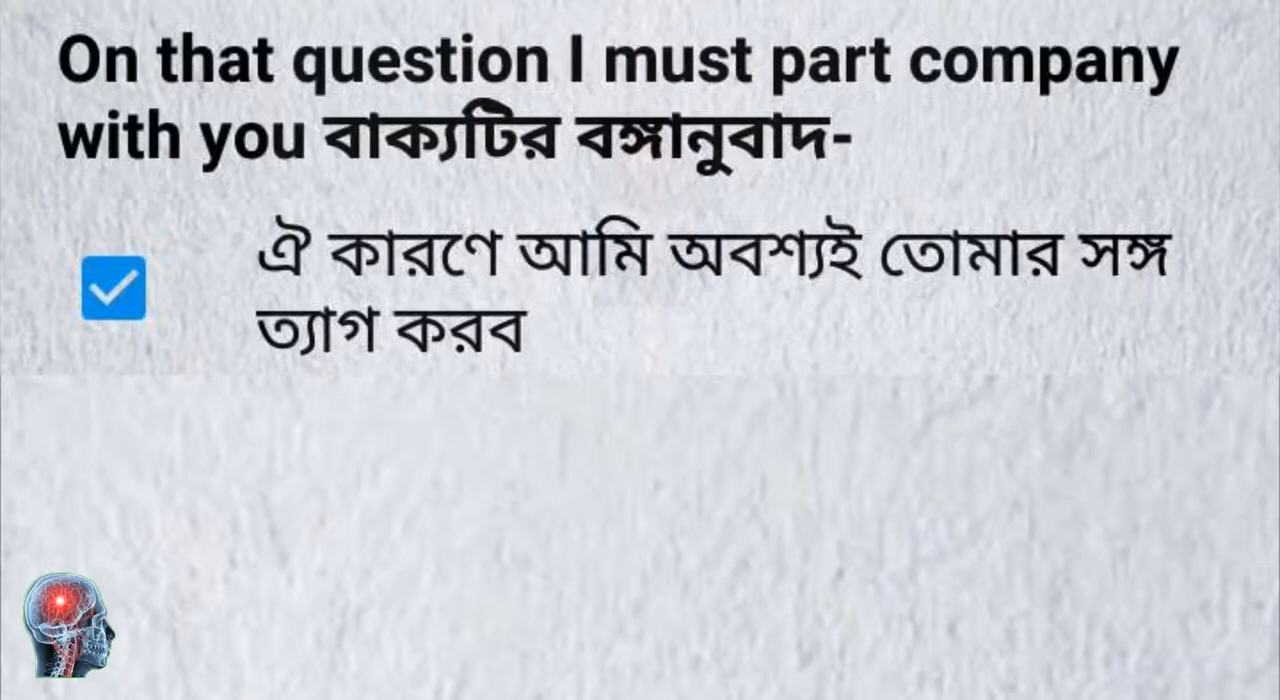 On that question I must part company
with you বাক্যটির বঙ্গানুবাদ-
ঐ কারণে আমি অবশ্যই তোমার সঙ্গ
ত্যাগ করব